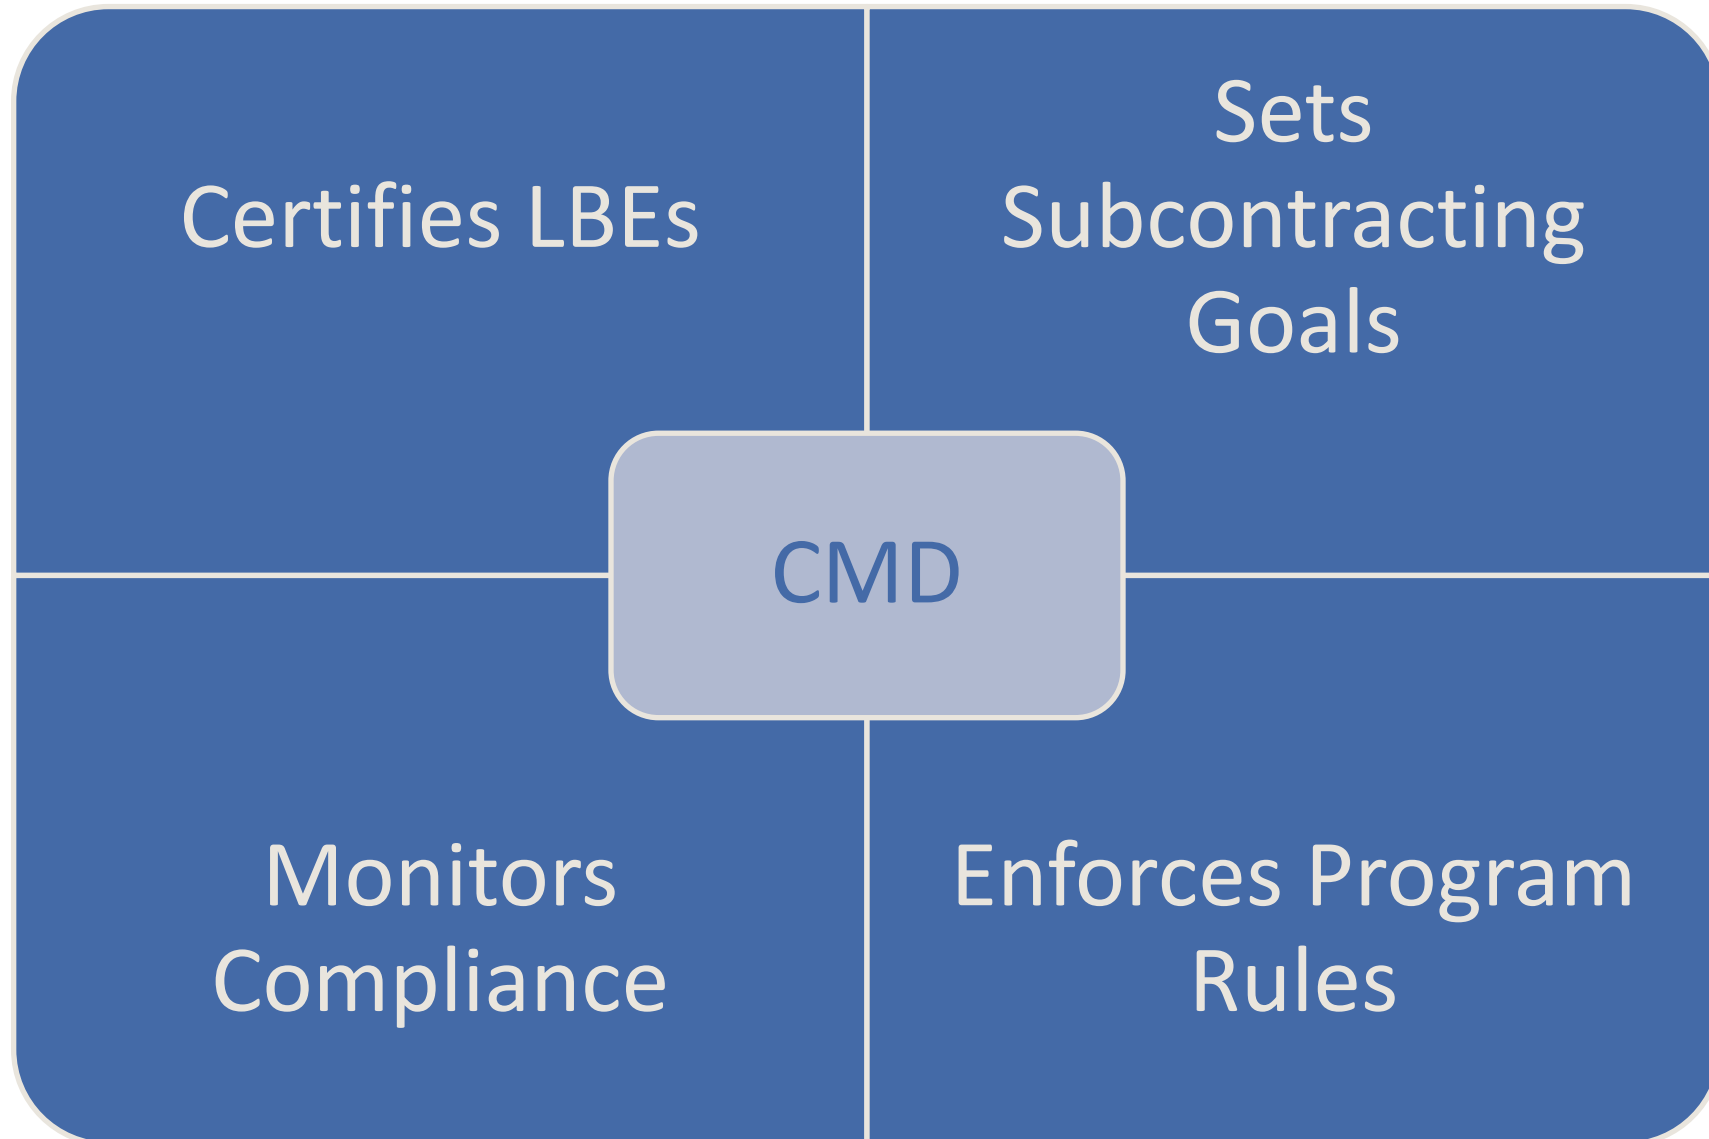 Certifies LBEs
Sets
Subcontracting
Goals
CMD
Monitors
Compliance
Enforces Program
Rules